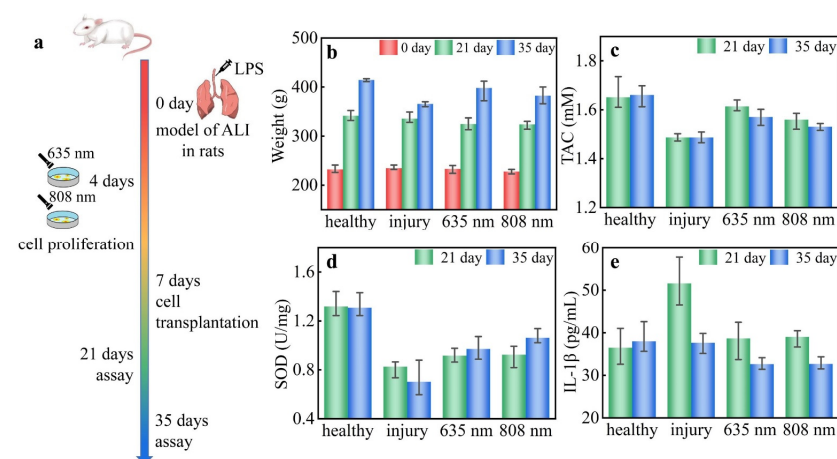 a
LPS
0 day
model of ALI
in rats
635 nm
4 days
808 nm
cell proliferation
7 days
cell
transplantation
21 days
assay
35 days
assay
b
0 day 21 day 35 day
Weight (g)
500
400
300
200
healthy injury 635 nm 808 nm
c
21 day 35 day
TAC (mM)
1.8
1.6
1.4
1.2
healthy injury 635 nm 808 nm
d
21 day 35 day
SOD (U/mg)
1.6
1.2
0.8
0.4
healthy injury 635 nm 808 nm
e
21 day 35 day
IL-1β (pg/mL)
60
50
40
30
20
healthy injury 635 nm 808 nm